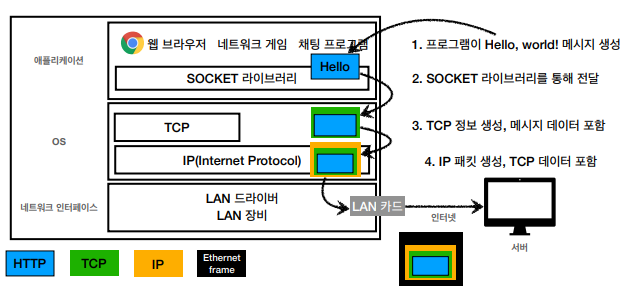 애플리케이션
웹 브라우저 네트워크 게임 채팅 프로그램
Hello
SOCKET 라이브러리
OS
TCP
IP(Internet Protocol)
네트워크 인터페이스
LAN 드라이버
LAN 장비
LAN 카드
인터넷
서버
1. 프로그램이 Hello, world! 메시지 생성
2. SOCKET 라이브러리를 통해 전달
3. TCP 정보 생성, 메시지 데이터 포함
4. IP 패킷 생성, TCP 데이터 포함
HTTP
TCP
IP
Ethernet
frame